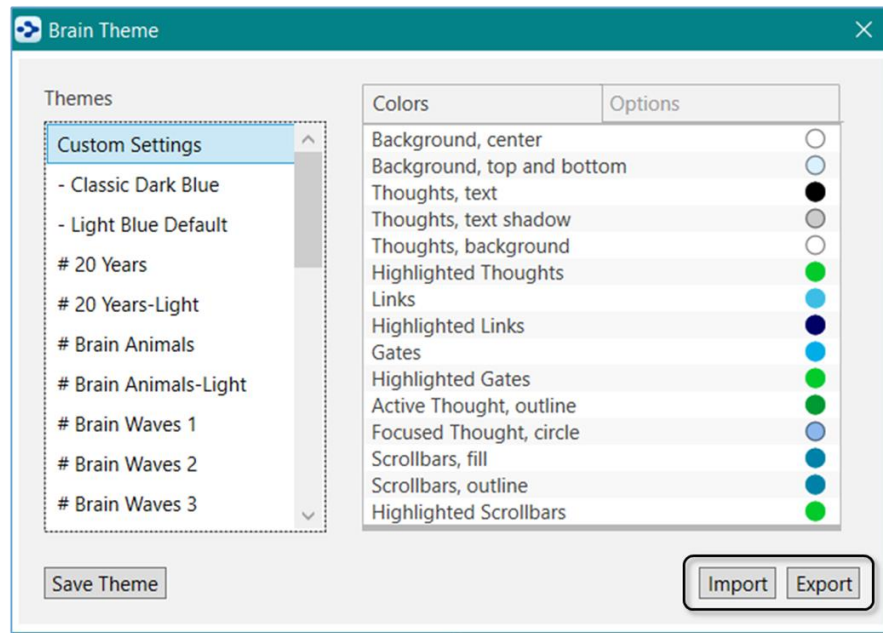 Brain Theme
Themes
Custom Settings
- Classic Dark Blue
- Light Blue Default
# 20 Years
# 20 Years-Light
# Brain Animals
# Brain Animals-Light
# Brain Waves 1
# Brain Waves 2
# Brain Waves 3
Save Theme
Colors
Options
Background, center
Background, top and bottom
Thoughts, text
Thoughts, text shadow
Thoughts, background
Highlighted Thoughts
Links
Highlighted Links
Gates
Highlighted Gates
Active Thought, outline
Focused Thought, circle
Scrollbars, fill
Scrollbars, outline
Highlighted Scrollbars
Import
Export